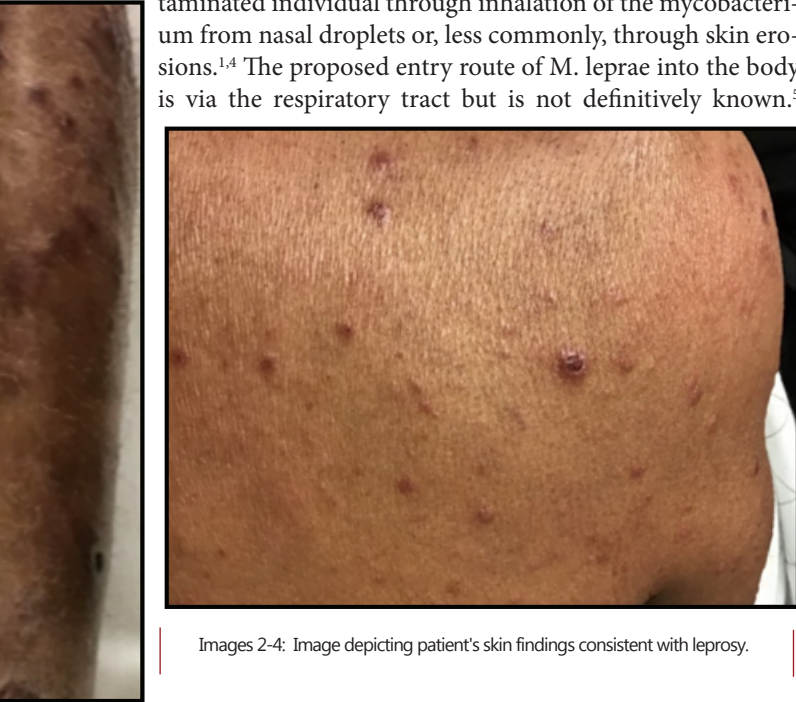 taminated individual through inhalation of the mycobacteri-
um from nasal droplets or, less commonly, through skin ero-
sions.1,4 The proposed entry route of M. leprae into the body
is via the respiratory tract but is not definitively known.5
Images 2-4: Image depicting patient's skin findings consistent with leprosy.